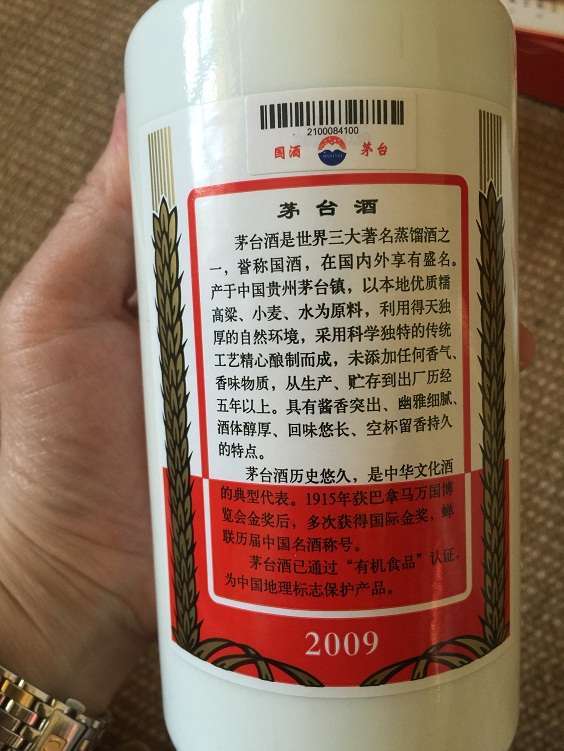 2100084100
国酒 茅台
茅台酒
茅台酒是世界三大著名蒸馏酒之
一，誉称国酒，在国内外享有盛名。
产于中国贵州茅台镇，以本地优质糯
高粱、小麦、水为原料，利用得天独
厚的自然环境，采用科学独特的传统
工艺精心酿制而成，未添加任何香气、
香味物质，从生产、贮存到出厂历经
五年以上。具有酱香突出、幽雅细腻、
酒体醇厚、回味悠长、空杯留香持久
的特点。
茅台酒历史悠久，是中华文化酒
的典型代表。1915年获巴拿马万国博
览会金奖后，多次获得国际金奖，蝉
联历届中国名酒称号。
茅台酒已通过“有机食品”认证，
为中国地理标志保护产品。
2009